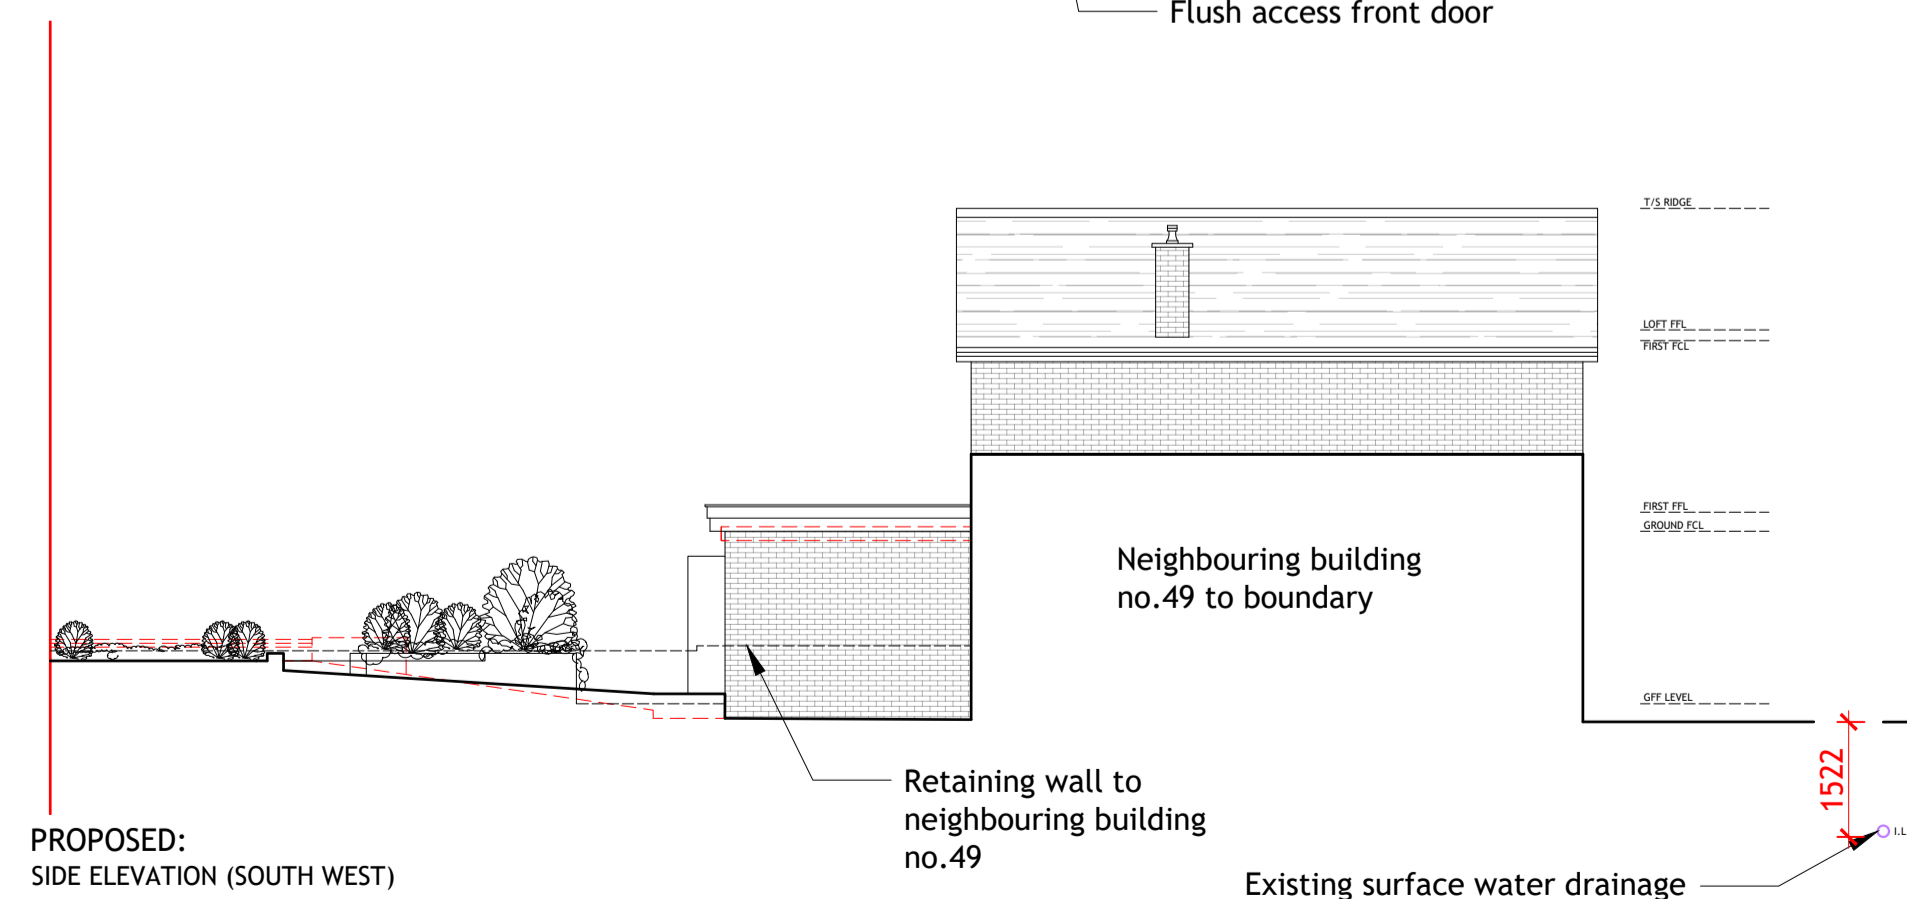 Flush access front door
T/S RIDGE
LOFT FFL
FIRST FCL
FIRST FFL
GROUND FCL
Neighbouring building
no.49 to boundary
GFF LEVEL
1522
Retaining wall to
neighbouring building
no.49
I.L
PROPOSED:
SIDE ELEVATION (SOUTH WEST)
Existing surface water drainage